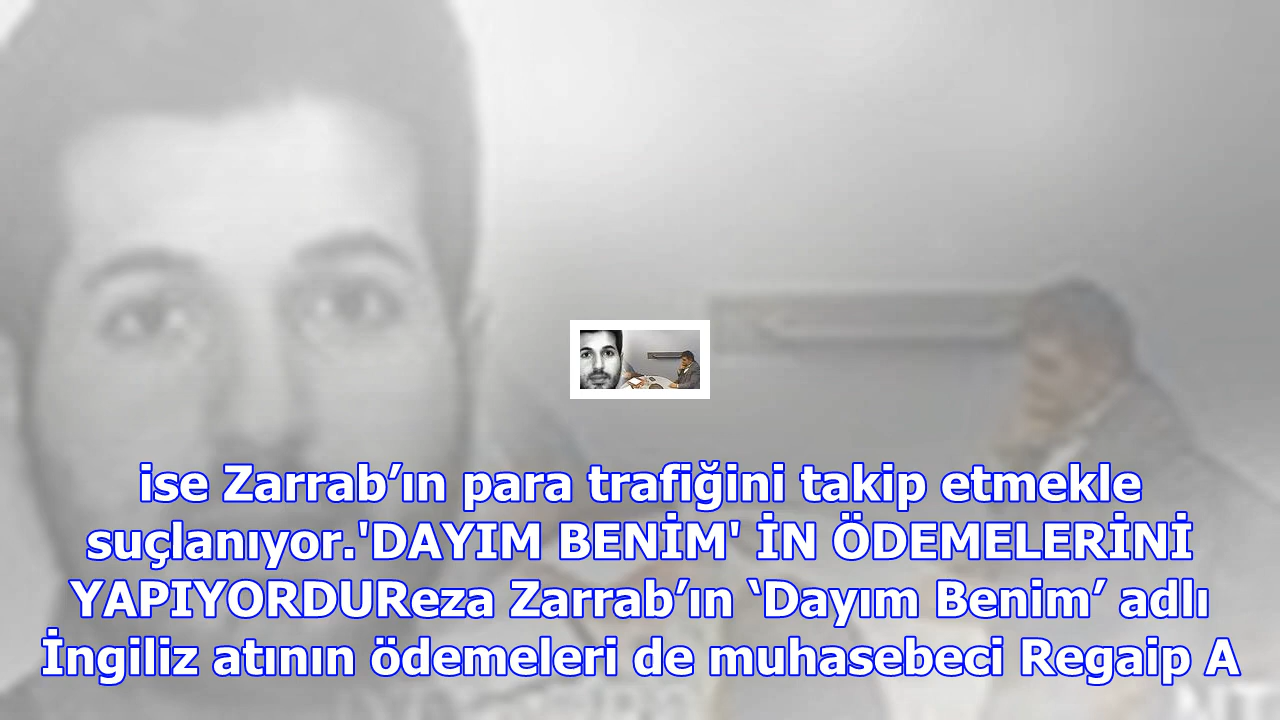 ise Zarrab’ın para trafiğini takip etmekle
suçlanıyor.'DAYIM BENİM' İN ÖDEMELERİNİ
YAPIYORDUReza Zarrab’ın ‘Dayım Benim’ adlı
İngiliz atının ödemeleri de muhasebeci Regaip A